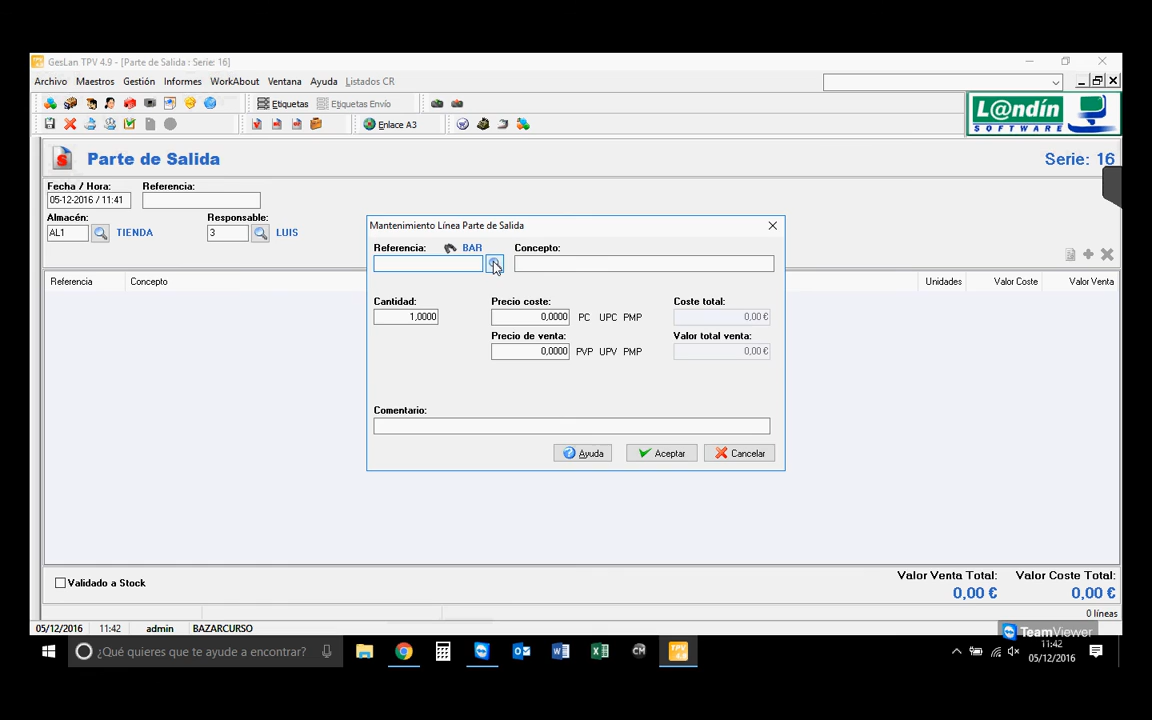 GesLan TPV 4.9 - [Parte de Salida : Serie: 16]
Archivo Maestros Gestión Informes WorkAbout Ventana Ayuda Listados CR
Etiquetas Etiquetas Envío
Enlace A3
L@ndín
SOFTWARE
Parte de Salida
Serie: 16
Fecha / Hora: Referencia:
05-12-2016 / 11:41
Almacén: Responsable:
AL1 TIENDA 3 LUIS
Referencia Concepto Unidades Valor Coste Valor Venta
Mantenimiento Línea Parte de Salida
Referencia: BAR Concepto:
Cantidad: Precio coste: Coste total:
1,0000 0,0000 PC UPC PMP 0,00 €
Precio de venta: Valor total venta:
0,0000 PVP UPV PMP 0,00 €
Comentario:
Ayuda Aceptar Cancelar
Validado a Stock
Valor Venta Total: Valor Coste Total:
0,00 € 0,00 €
0 líneas
05/12/2016 11:42 admin BAZARCURSO
TeamViewer
¿Qué quieres que te ayude a encontrar?
TPV
4.9
11:42
05/12/2016